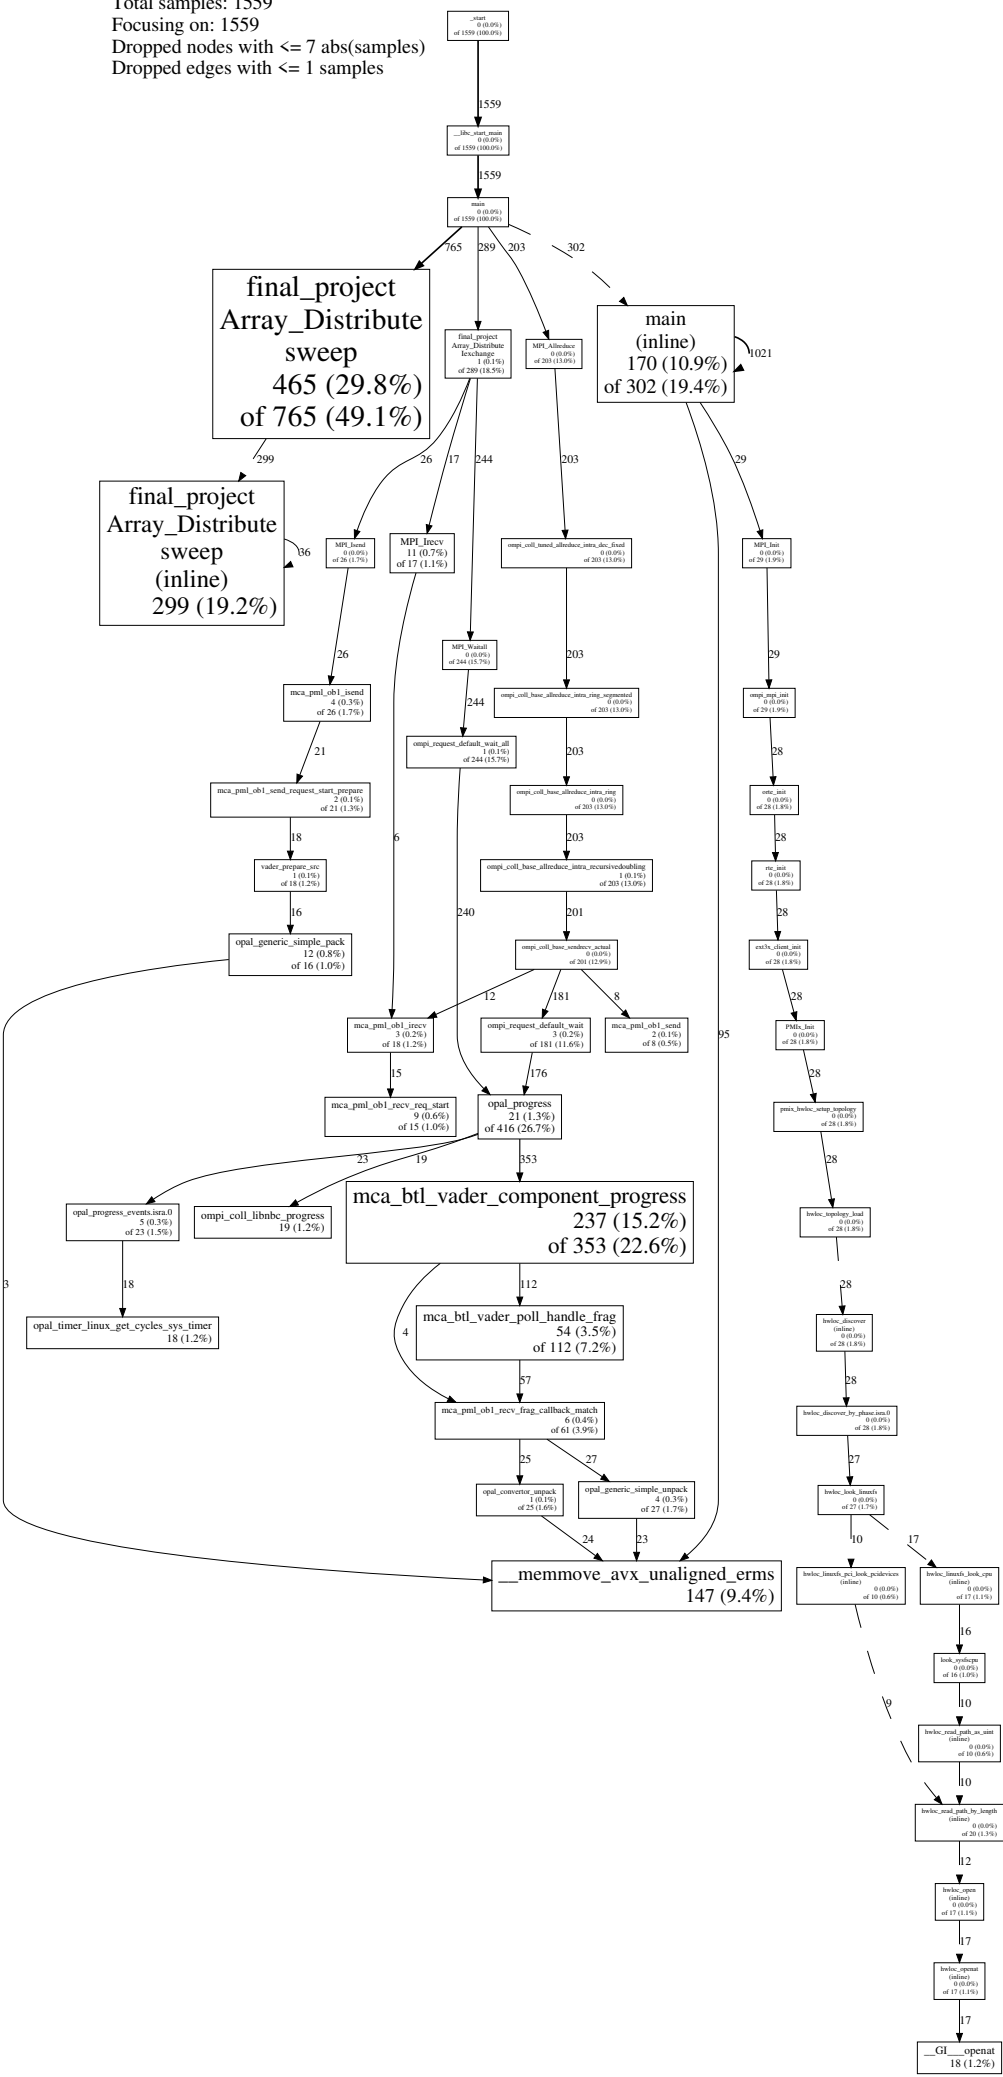 Total samples: 1559
Focusing on: 1559
Dropped nodes with <= 7 abs(samples)
Dropped edges with <= 1 samples
_start
0 (0.0%)
of 1559 (100.0%)
1559
__libc_start_main
0 (0.0%)
of 1559 (100.0%)
1559
main
0 (0.0%)
of 1559 (100.0%)
765
289
203
302
final_project
Array_Distribute
sweep
465 (29.8%)
of 765 (49.1%)
final_project
Array_Distribute
Iexchange
1 (0.1%)
of 289 (18.5%)
MPI_Allreduce
0 (0.0%)
of 203 (13.0%)
main
(inline)
170 (10.9%)
of 302 (19.4%)
1021
299
26
17
244
203
29
final_project
Array_Distribute
sweep
(inline)
299 (19.2%)
36
MPI_Isend
0 (0.0%)
of 26 (1.7%)
MPI_Irecv
11 (0.7%)
of 17 (1.1%)
ompi_coll_tuned_allreduce_intra_dec_fixed
0 (0.0%)
of 203 (13.0%)
MPI_Init
0 (0.0%)
of 29 (1.9%)
26
MPI_Waitall
0 (0.0%)
of 244 (15.7%)
203
29
mca_pml_ob1_isend
4 (0.3%)
of 26 (1.7%)
244
ompi_coll_base_allreduce_intra_ring_segmented
0 (0.0%)
of 203 (13.0%)
ompi_mpi_init
0 (0.0%)
of 29 (1.9%)
21
ompi_request_default_wait_all
1 (0.1%)
of 244 (15.7%)
203
28
mca_pml_ob1_send_request_start_prepare
2 (0.1%)
of 21 (1.3%)
ompi_coll_base_allreduce_intra_ring
0 (0.0%)
of 203 (13.0%)
orte_init
0 (0.0%)
of 28 (1.8%)
18
6
203
28
vader_prepare_src
1 (0.1%)
of 18 (1.2%)
ompi_coll_base_allreduce_intra_recursivedoubling
1 (0.1%)
of 203 (13.0%)
rte_init
0 (0.0%)
of 28 (1.8%)
16
240
201
28
opal_generic_simple_pack
12 (0.8%)
of 16 (1.0%)
ompi_coll_base_sendrecv_actual
0 (0.0%)
of 201 (12.9%)
ext3x_client_init
0 (0.0%)
of 28 (1.8%)
12
181
8
28
mca_pml_ob1_irecv
3 (0.2%)
of 18 (1.2%)
ompi_request_default_wait
3 (0.2%)
of 181 (11.6%)
mca_pml_ob1_send
2 (0.1%)
of 8 (0.5%)
95
PMIx_Init
0 (0.0%)
of 28 (1.8%)
15
176
28
mca_pml_ob1_recv_req_start
9 (0.6%)
of 15 (1.0%)
opal_progress
21 (1.3%)
of 416 (26.7%)
pmix_hwloc_setup_topology
0 (0.0%)
of 28 (1.8%)
23
19
353
28
opal_progress_events.isra.0
5 (0.3%)
of 23 (1.5%)
ompi_coll_libnbc_progress
19 (1.2%)
mca_btl_vader_component_progress
237 (15.2%)
of 353 (22.6%)
hwloc_topology_load
0 (0.0%)
of 28 (1.8%)
3
18
112
28
opal_timer_linux_get_cycles_sys_timer
18 (1.2%)
4
mca_btl_vader_poll_handle_frag
54 (3.5%)
of 112 (7.2%)
hwloc_discover
(inline)
0 (0.0%)
of 28 (1.8%)
57
28
mca_pml_ob1_recv_frag_callback_match
6 (0.4%)
of 61 (3.9%)
hwloc_discover_by_phase.isra.0
0 (0.0%)
of 28 (1.8%)
25
27
27
opal_convertor_unpack
1 (0.1%)
of 25 (1.6%)
opal_generic_simple_unpack
4 (0.3%)
of 27 (1.7%)
hwloc_look_linuxfs
0 (0.0%)
of 27 (1.7%)
24
23
10
17
__memmove_avx_unaligned_erms
147 (9.4%)
hwloc_linuxfs_pci_look_pcidevices
(inline)
0 (0.0%)
of 10 (0.6%)
hwloc_linuxfs_look_cpu
(inline)
0 (0.0%)
of 17 (1.1%)
16
look_sysfscpu
0 (0.0%)
of 16 (1.0%)
9
10
hwloc_read_path_as_uint
(inline)
0 (0.0%)
of 10 (0.6%)
10
hwloc_read_path_by_length
(inline)
0 (0.0%)
of 20 (1.3%)
12
hwloc_open
(inline)
0 (0.0%)
of 17 (1.1%)
17
hwloc_openat
(inline)
0 (0.0%)
of 17 (1.1%)
17
__GI___openat
18 (1.2%)